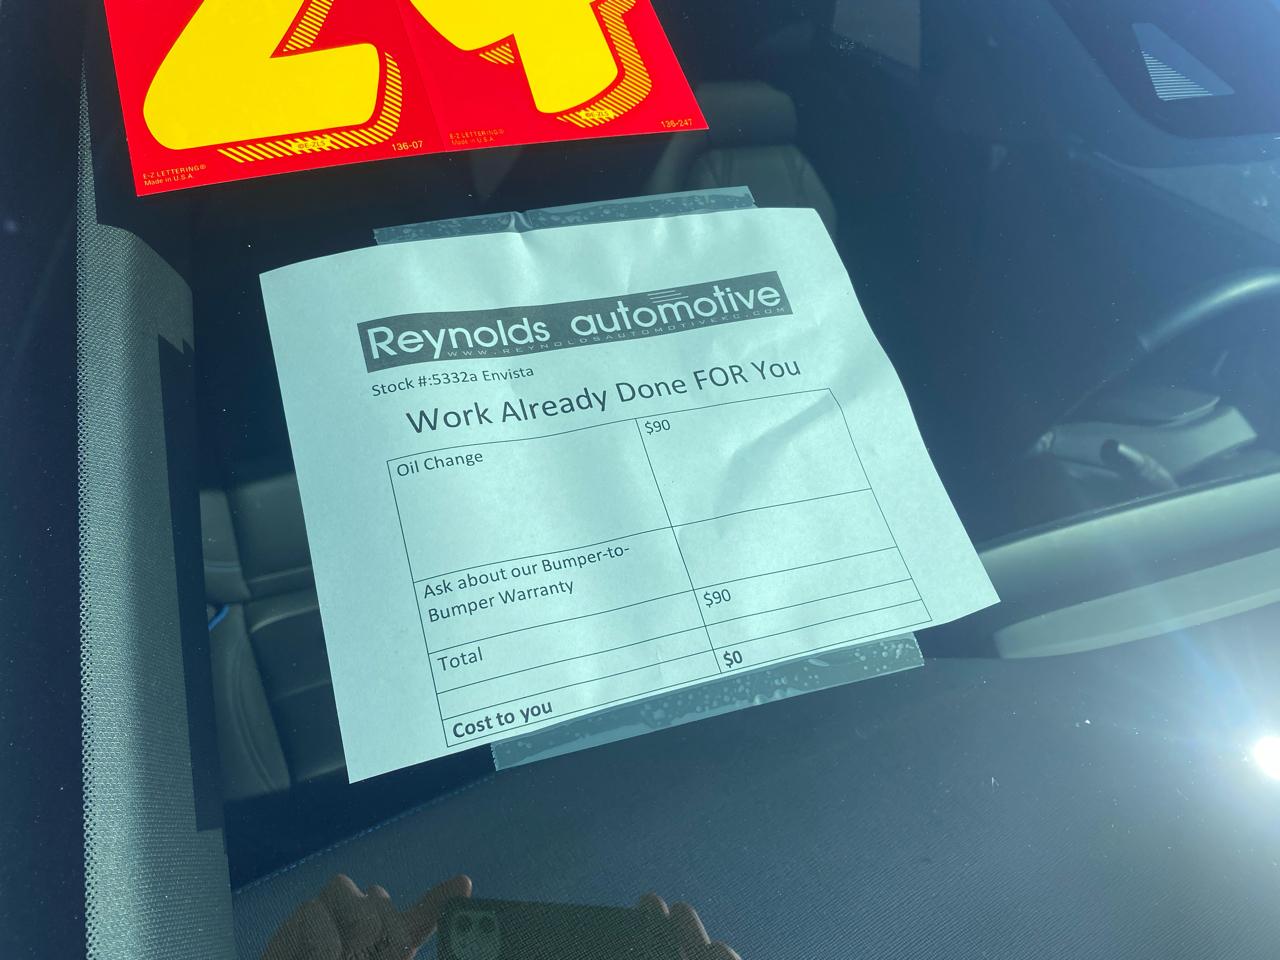 24
E-Z LETTERING®
Made in U.S.A.
136-07
E-Z LETTERING®
Made in U.S.A.
136-247
Reynolds automotive
WWW.REYNOLDSAUTOMOTIVEKC.COM
Stock #:5332a Envista
Work Already Done FOR You
Oil Change
$90
Ask about our Bumper-to-
Bumper Warranty
Total
$90
Cost to you
$0